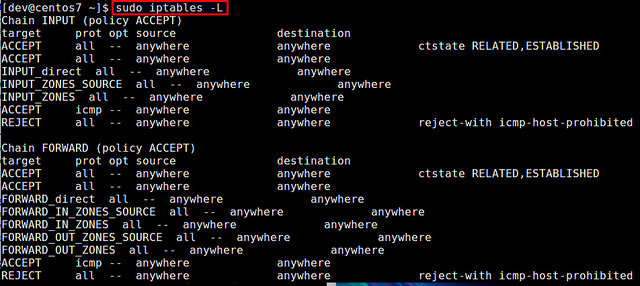 [dev@centos7 ~]$ sudo iptables -L
Chain INPUT (policy ACCEPT)
target     prot opt source               destination
ACCEPT     all  --  anywhere             anywhere             ctstate RELATED,ESTABLISHED
ACCEPT     all  --  anywhere             anywhere
INPUT_direct  all  --  anywhere             anywhere
INPUT_ZONES_SOURCE  all  --  anywhere             anywhere
INPUT_ZONES  all  --  anywhere             anywhere
ACCEPT     icmp --  anywhere             anywhere
REJECT     all  --  anywhere             anywhere             reject-with icmp-host-prohibited
Chain FORWARD (policy ACCEPT)
target     prot opt source               destination
ACCEPT     all  --  anywhere             anywhere             ctstate RELATED,ESTABLISHED
ACCEPT     all  --  anywhere             anywhere
FORWARD_direct  all  --  anywhere             anywhere
FORWARD_IN_ZONES_SOURCE  all  --  anywhere             anywhere
FORWARD_IN_ZONES  all  --  anywhere             anywhere
FORWARD_OUT_ZONES_SOURCE  all  --  anywhere             anywhere
FORWARD_OUT_ZONES  all  --  anywhere             anywhere
ACCEPT     icmp --  anywhere             anywhere
REJECT     all  --  anywhere             anywhere             reject-with icmp-host-prohibited